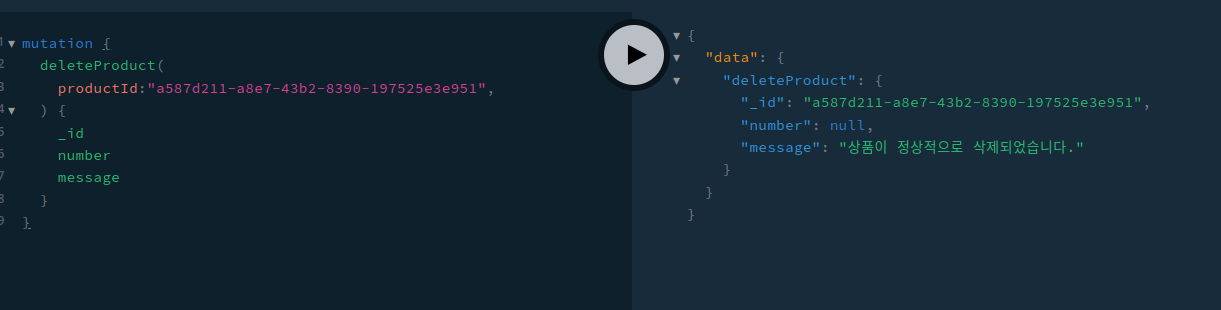 1 mutation {
2 deleteProduct(
3 productId:"a587d211-a8e7-43b2-8390-197525e3e951",
4 ) {
5 _id
6 number
7 message
8 }
9 }
{
"data": {
"deleteProduct": {
"_id": "a587d211-a8e7-43b2-8390-197525e3e951",
"number": null,
"message": "상품이 정상적으로 삭제되었습니다."
}
}
}